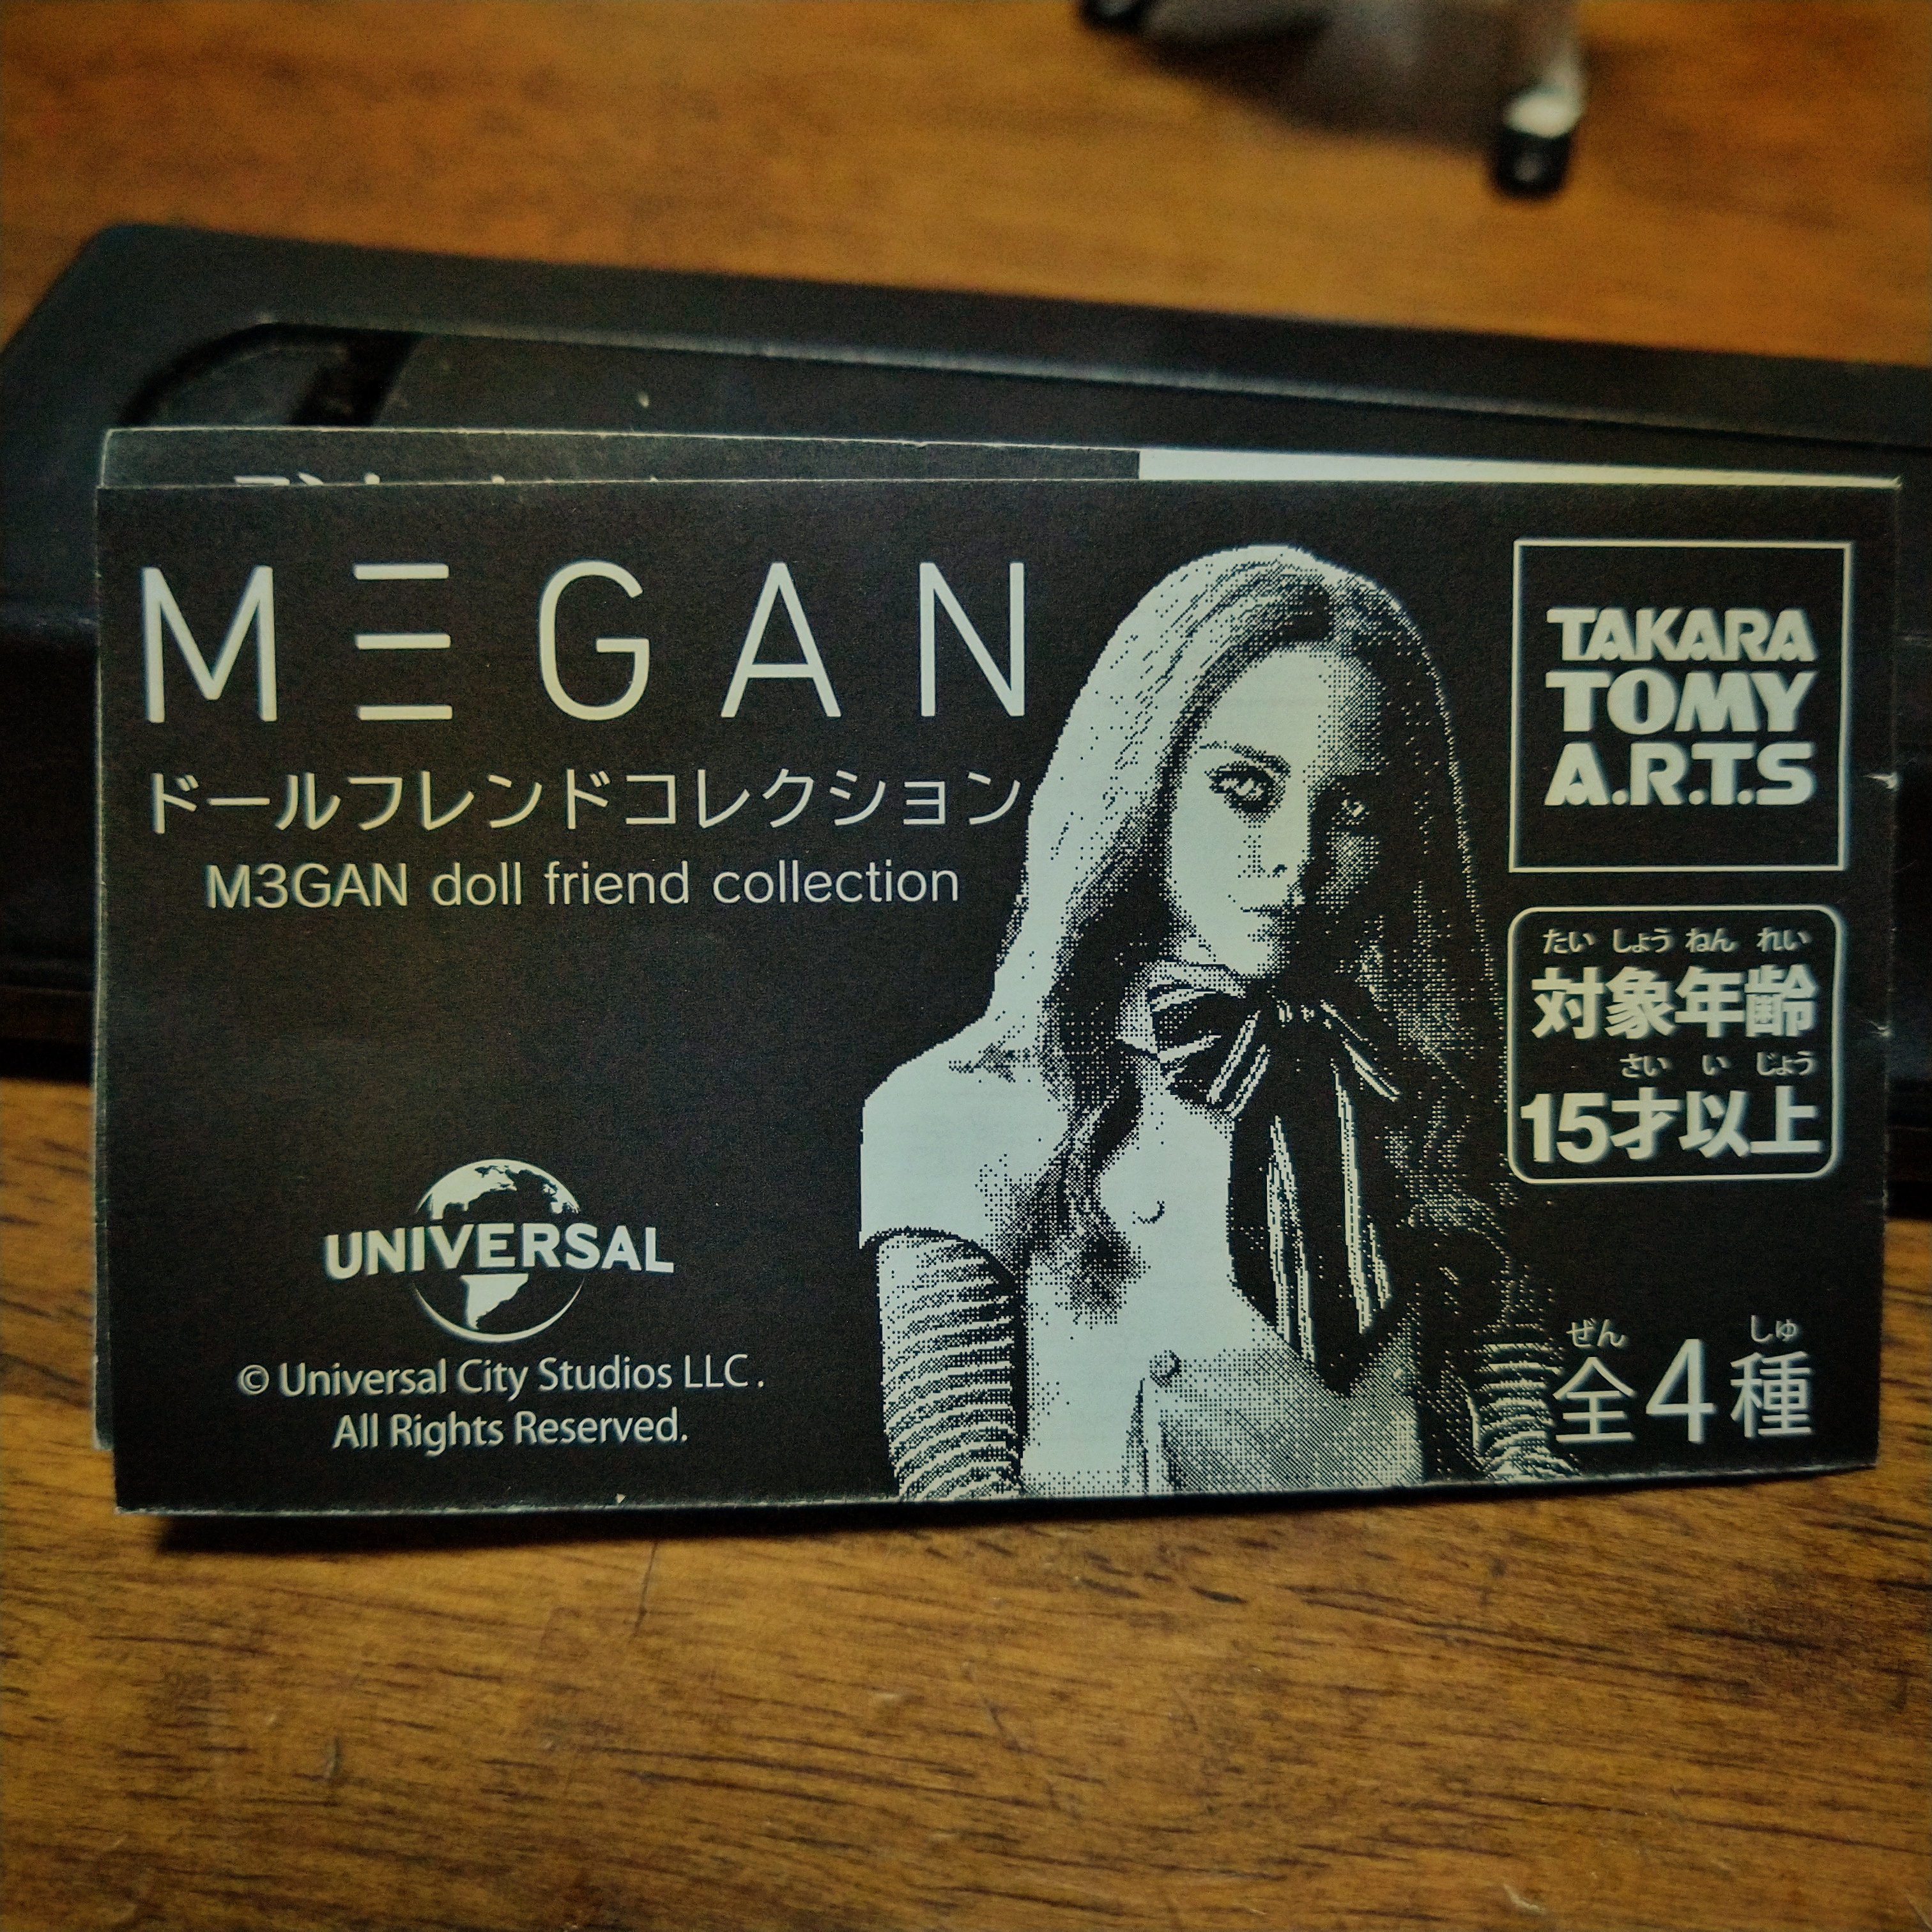 MΞGAN
ドールフレンドコレクション
M3GAN doll friend collection
UNIVERSAL
© Universal City Studios LLC.
All Rights Reserved.
TAKARA
TOMY
A.R.T.S
たい しょう ねん れい
対象年齢
さい い じょう
15才以上
ぜん しゅ
全4種